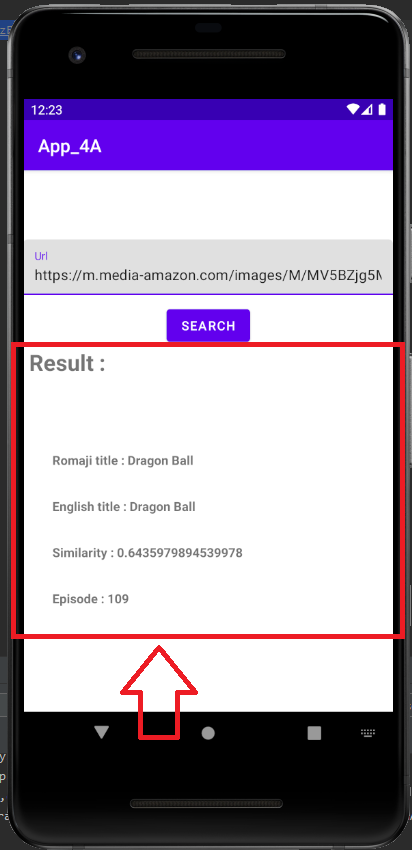 12:23
App_4A
Url
https://m.media-amazon.com/images/M/MV5BZjg5M
SEARCH
Result :
Romaji title : Dragon Ball
English title : Dragon Ball
Similarity : 0.6435979894539978
Episode : 109